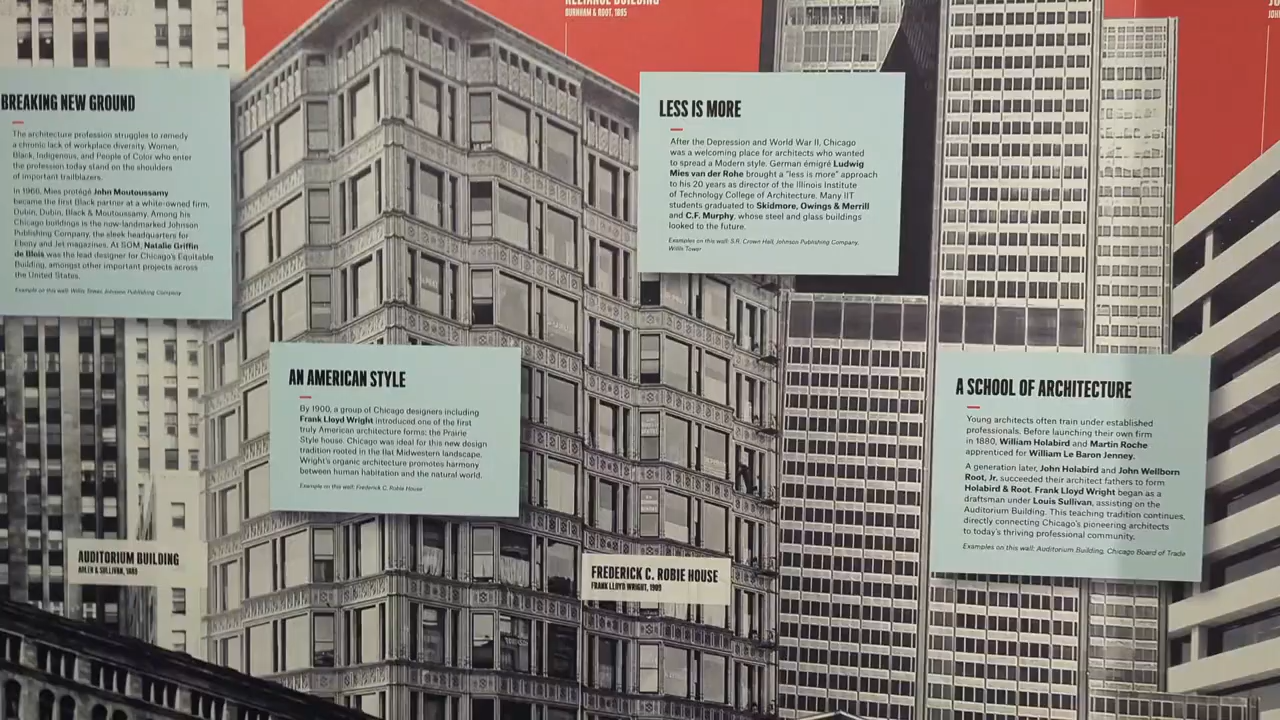 RELIANCE BUILDING
BURNHAM & ROOT, 1895
BREAKING NEW GROUND
The architecture profession struggles to remedy
a chronic lack of workplace diversity. Women,
Black, Indigenous, and People of Color who enter
the profession today stand on the shoulders
of important trailblazers.
In 1966, Mies protégé John Moutoussamy
became the first Black partner at a white-owned firm,
Dubin, Dubin, Black & Moutoussamy. Among his
Chicago buildings is the now-landmarked Johnson
Publishing Company, the sleek headquarters for
Ebony and Jet magazines. At SOM, Natalie Griffin
de Blois was the lead designer for Chicago's Equitable
Building, amongst other important projects across
the United States.
Example on this wall: Willis Tower, Johnson Publishing Company
LESS IS MORE
After the Depression and World War II, Chicago
was a welcoming place for architects who wanted
to spread a Modern style. German émigré Ludwig
Mies van der Rohe brought a "less is more" approach
to his 20 years as director of the Illinois Institute
of Technology College of Architecture. Many IIT
students graduated to Skidmore, Owings & Merrill
and C.F. Murphy, whose steel and glass buildings
looked to the future.
Examples on this wall: S.R. Crown Hall, Johnson Publishing Company,
Willis Tower
AN AMERICAN STYLE
By 1900, a group of Chicago designers including
Frank Lloyd Wright introduced one of the first
truly American architecture forms: the Prairie
Style house. Chicago was ideal for this new design
tradition rooted in the flat Midwestern landscape.
Wright's organic architecture promotes harmony
between human habitation and the natural world.
Example on this wall: Frederick C. Robie House
A SCHOOL OF ARCHITECTURE
Young architects often train under established
professionals. Before launching their own firm
in 1880, William Holabird and Martin Roche
apprenticed for William Le Baron Jenney.
A generation later, John Holabird and John Wellborn
Root, Jr. succeeded their architect fathers to form
Holabird & Root. Frank Lloyd Wright began as a
draftsman under Louis Sullivan, assisting on the
Auditorium Building. This teaching tradition continues,
directly connecting Chicago's pioneering architects
to today's thriving professional community.
Examples on this wall: Auditorium Building, Chicago Board of Trade
AUDITORIUM BUILDING
ADLER & SULLIVAN, 1889
FREDERICK C. ROBIE HOUSE
FRANK LLOYD WRIGHT, 1909